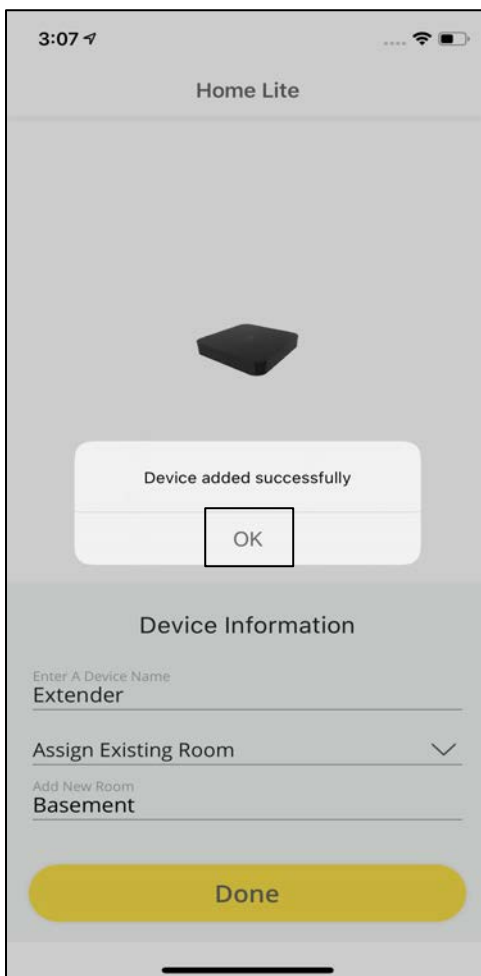 3:07
Home Lite
Device added successfully
OK
Device Information
Enter A Device Name
Extender
Assign Existing Room
Add New Room
Basement
Done